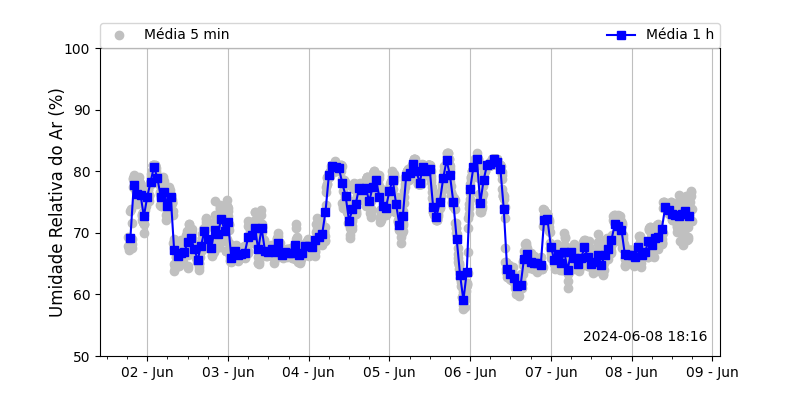 Média 5 min
Média 1 h
Umidade Relativa do Ar (%)
100
90
80
70
60
50
2024-06-08 18:16
02 - Jun
03 - Jun
04 - Jun
05 - Jun
06 - Jun
07 - Jun
08 - Jun
09 - Jun